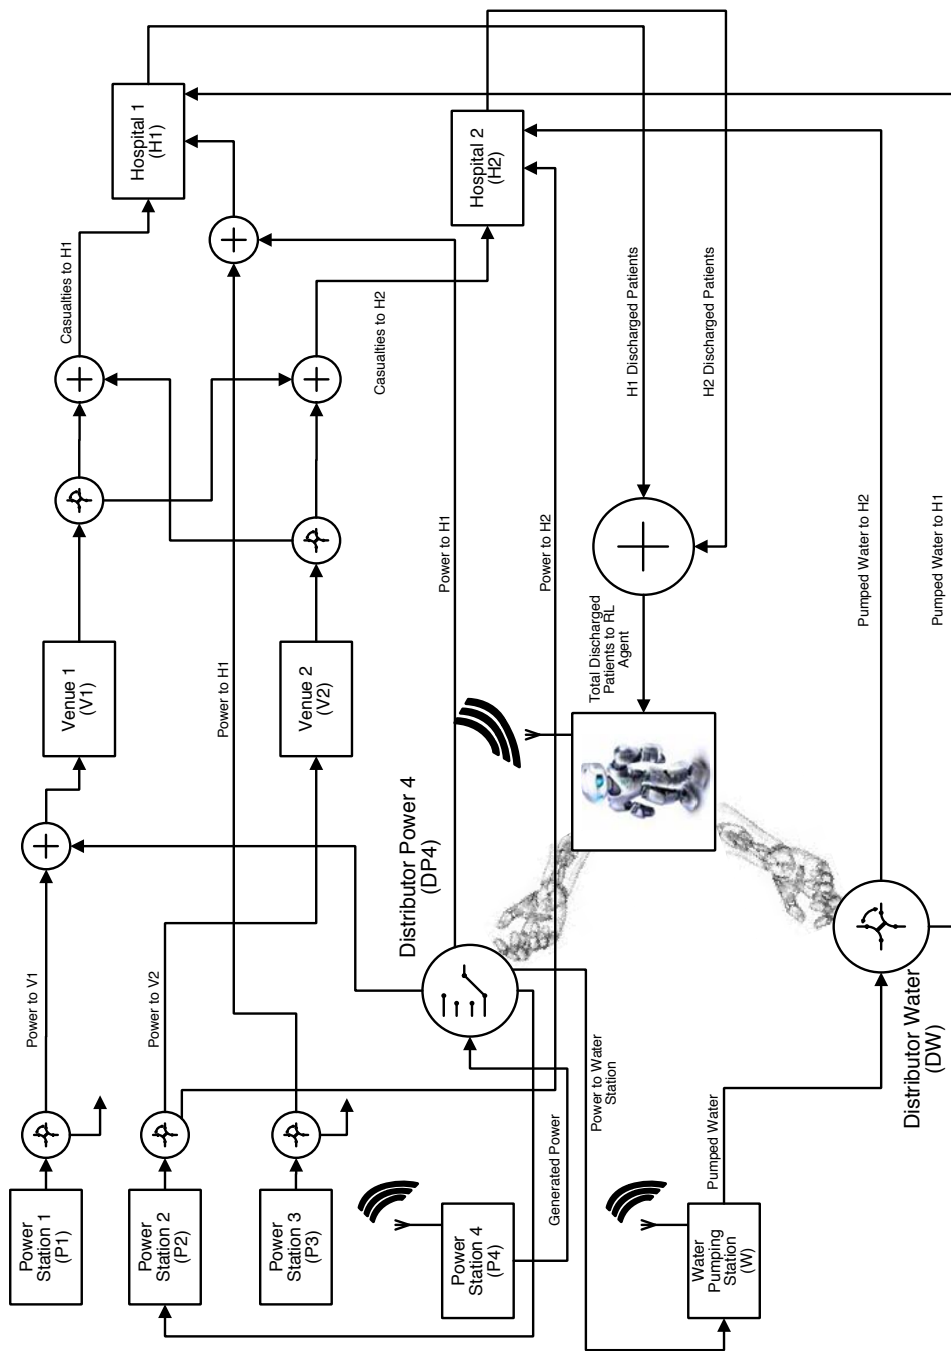 Power
Station 1
(P1)
Power
Station 2
(P2)
Power
Station 3
(P3)
Power
Station 4
(P4)
Water
Pumping
Station
(W)
Power to V1
Power to V2
Generated Power
Power to Water
Station
Pumped Water
Distributor Power 4
(DP4)
Distributor Water
(DW)
Venue 1
(V1)
Venue 2
(V2)
Power to H1
Power to H1
Power to H2
Total Discharged
Patients to RL
Agent
Casualties to H1
Casualties to H2
H1 Discharged Patients
H2 Discharged Patients
Pumped Water to H2
Pumped Water to H1
Hospital 1
(H1)
Hospital 2
(H2)